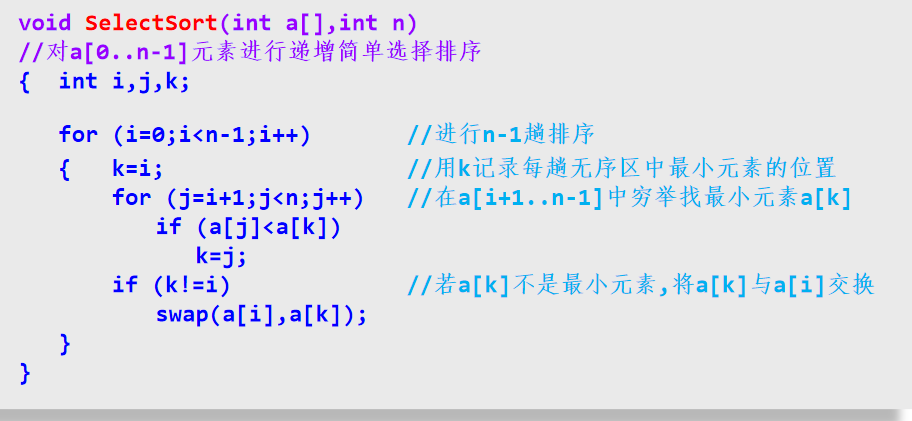 void SelectSort(int a[],int n)
//对a[0..n-1]元素进行递增简单选择排序
{  int i,j,k;
for (i=0;i<n-1;i++)  //进行n-1趟排序
{  k=i;  //用k记录每趟无序区中最小元素的位置
for (j=i+1;j<n;j++)  //在a[i+1..n-1]中穷举找最小元素a[k]
if (a[j]<a[k])
k=j;
if (k!=i)  //若a[k]不是最小元素,将a[k]与a[i]交换
swap(a[i],a[k]);
}
}